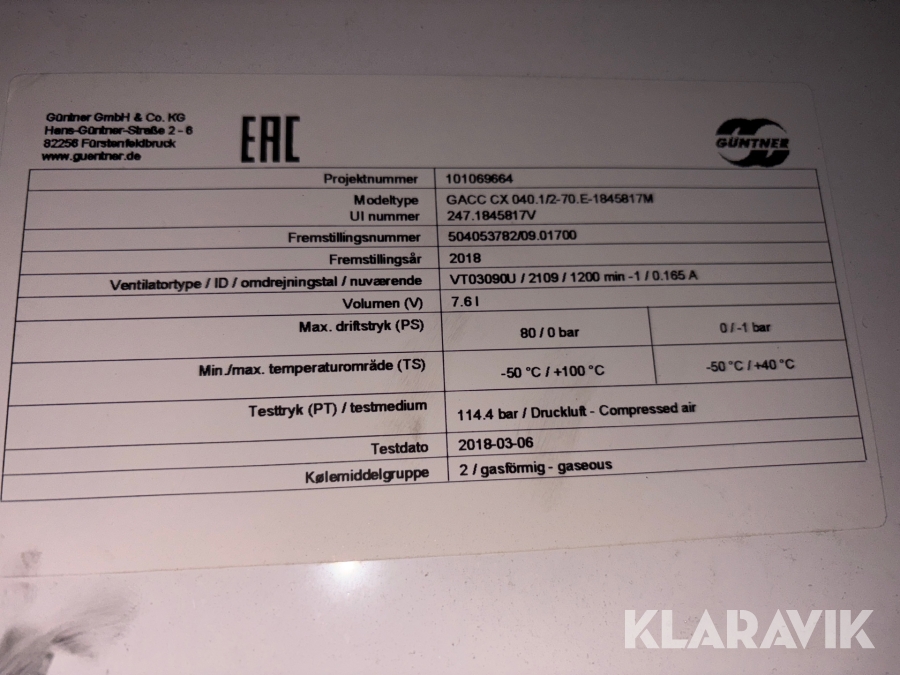 Güntner GmbH & Co. KG
Hans-Güntner-Straße 2 - 6
82256 Fürstenfeldbruck
www.guentner.de
EAC
GÜNTNER
Projektnummer 101069664
Modeltype GACC CX 040.1/2-70.E-1845817M
UI nummer 247.1845817V
Fremstillingsnummer 504053782/09.01700
Fremstillingsår 2018
Ventilatortype / ID / omdrejningstal / nuværende VT03090U / 2109 / 1200 min -1 / 0.165 A
Volumen (V) 7.6 l
Max. driftstryk (PS) 80 / 0 bar 0 / -1 bar
Min./max. temperaturområde (TS) -50 °C / +100 °C -50 °C / +40 °C
Testtryk (PT) / testmedium 114.4 bar / Druckluft - Compressed air
Testdato 2018-03-06
Kølemiddelgruppe 2 / gasförmig - gaseous
KLARAVIK